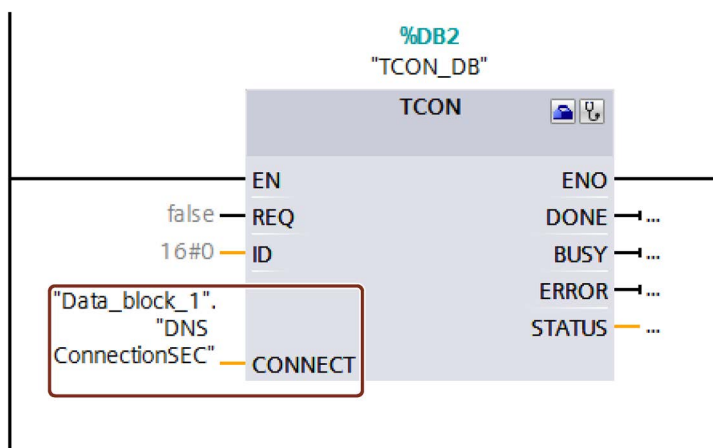 %DB2
"TCON_DB"
TCON
EN ENO
false REQ DONE ...
16#0 ID BUSY ...
"Data_block_1". ERROR ...
"DNS STATUS ...
ConnectionSEC" CONNECT